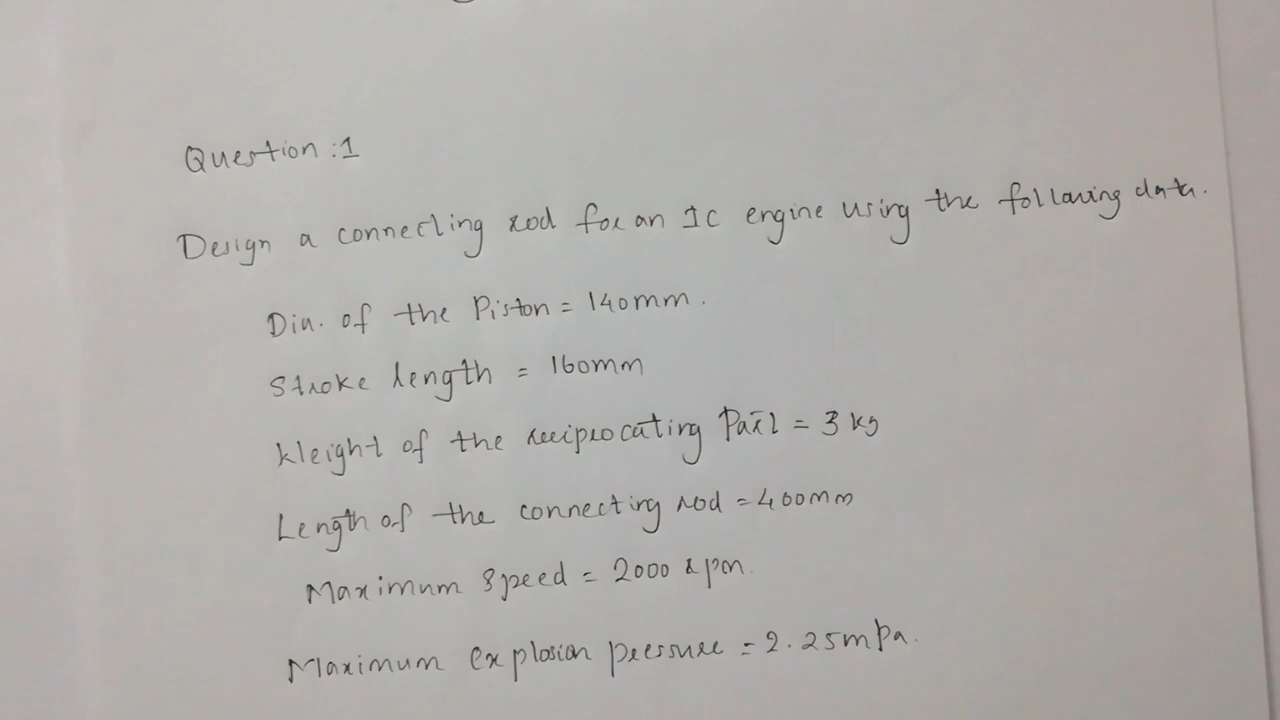 Question :1
Design a connecting rod for an Ic engine using the following data.
Dia. of the Piston = 140mm.
Stroke length = 160mm
Weight of the reciprocating Part = 3 kg
Length of the connecting rod = 400mm
Maximum speed = 2000 rpm.
Maximum explosion pressure = 2.25mpa.